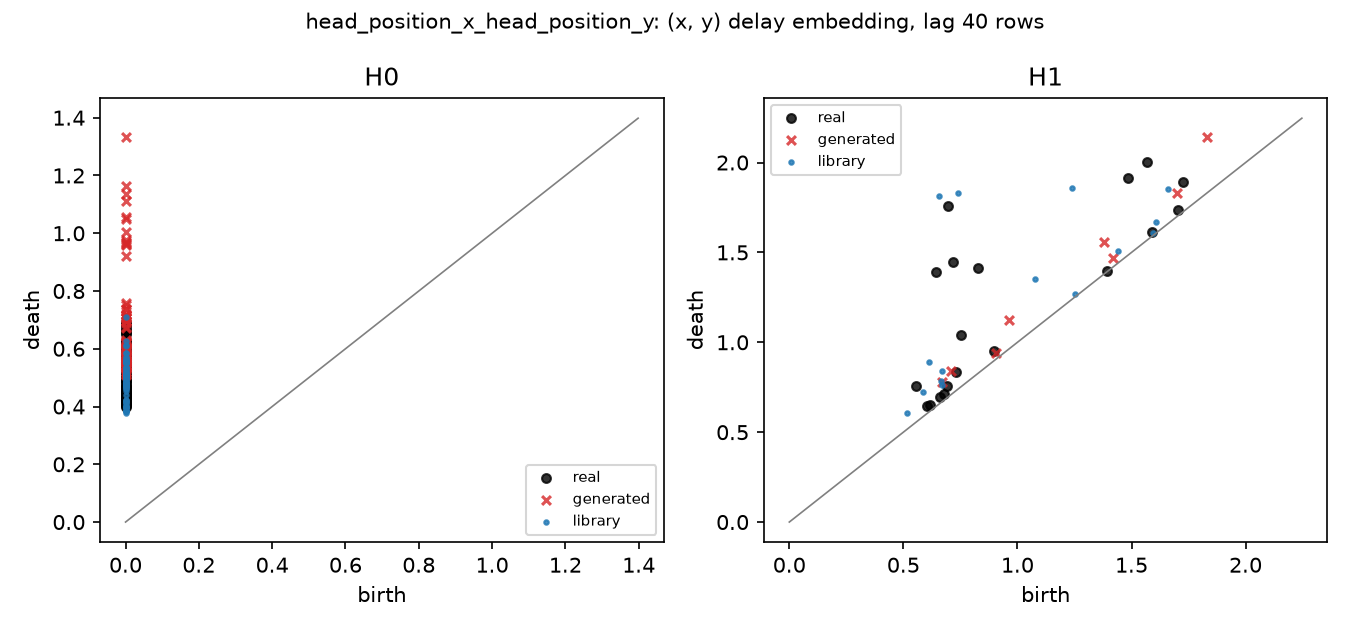 head_position_x_head_position_y: (x, y) delay embedding, lag 40 rows
H0
death
1.4
1.2
1.0
0.8
0.6
0.4
0.2
0.0
real
generated
library
0.0 0.2 0.4 0.6 0.8 1.0 1.2 1.4
birth
H1
real
generated
library
death
2.0
1.5
1.0
0.5
0.0
0.0 0.5 1.0 1.5 2.0
birth